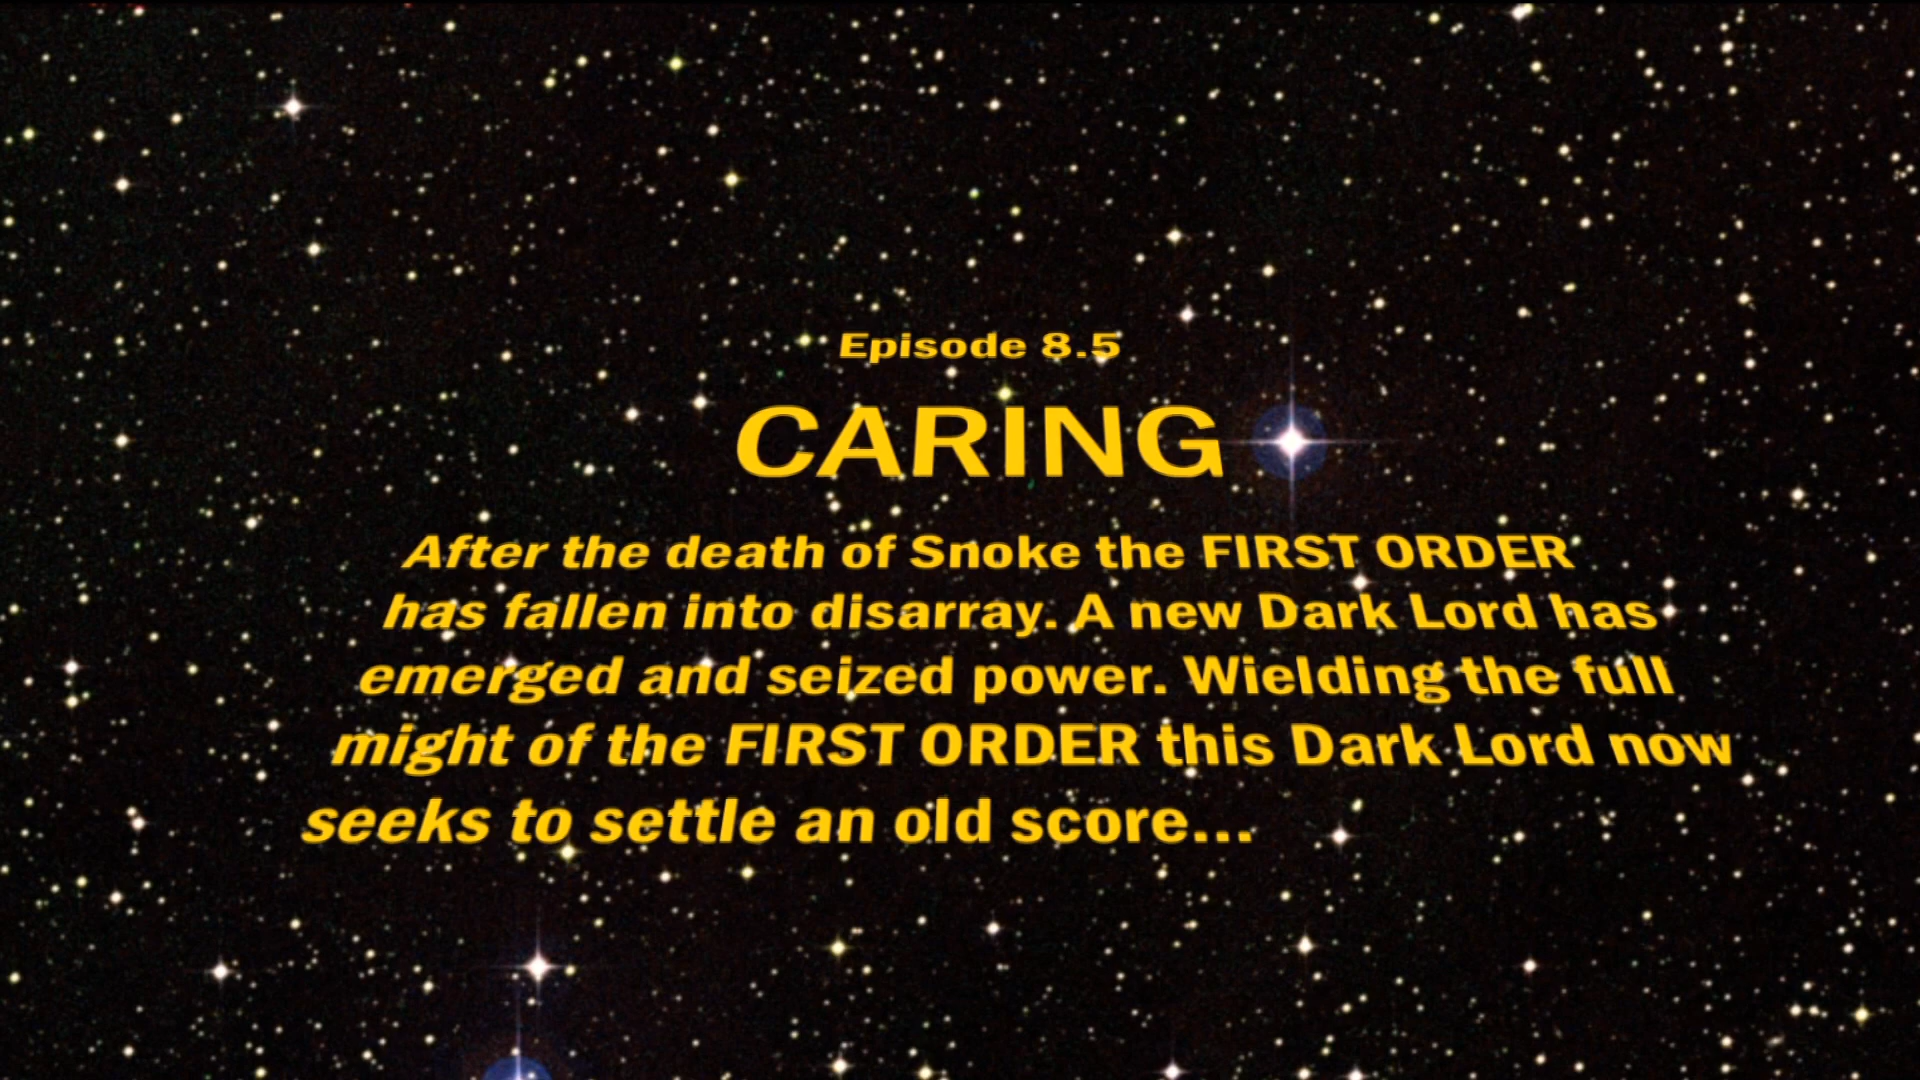 Episode 8.5
CARING
After the death of Snoke the FIRST ORDER
has fallen into disarray. A new Dark Lord has
emerged and seized power. Wielding the full
might of the FIRST ORDER this Dark Lord now
seeks to settle an old score...